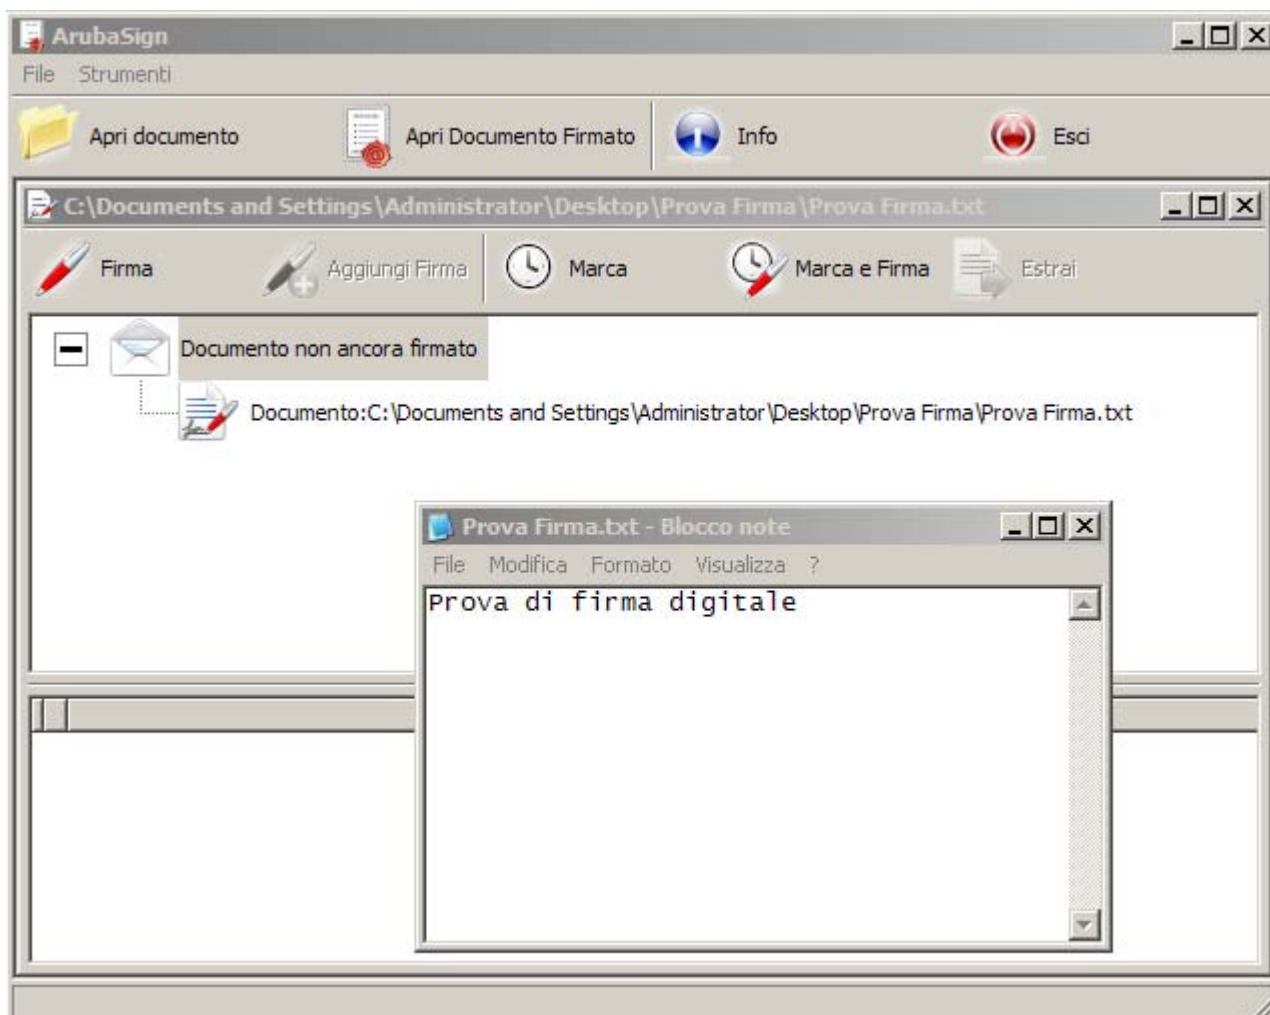 ArubaSign
File Strumenti
Apri documento Apri Documento Firmato Info Esci
C:\Documents and Settings\Administrator\Desktop\Prova Firma\Prova Firma.txt
Firma Aggiungi Firma Marca Marca e Firma Estrai
Documento non ancora firmato
Documento:C:\Documents and Settings\Administrator\Desktop\Prova Firma\Prova Firma.txt
Prova Firma.txt - Blocco note
File Modifica Formato Visualizza ?
Prova di firma digitale